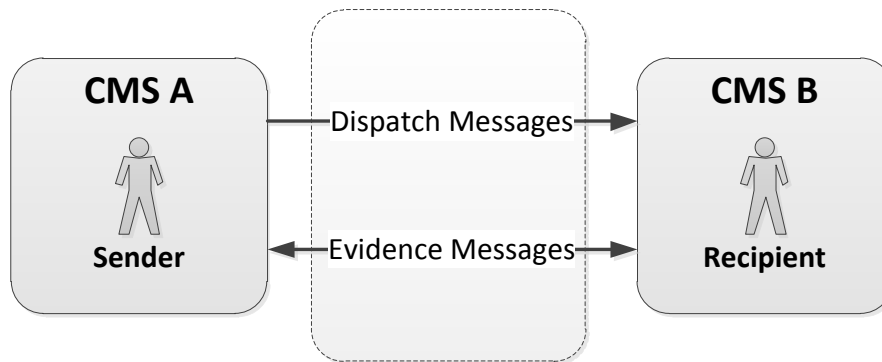 CMS A
Sender
Dispatch Messages
Evidence Messages
CMS B
Recipient